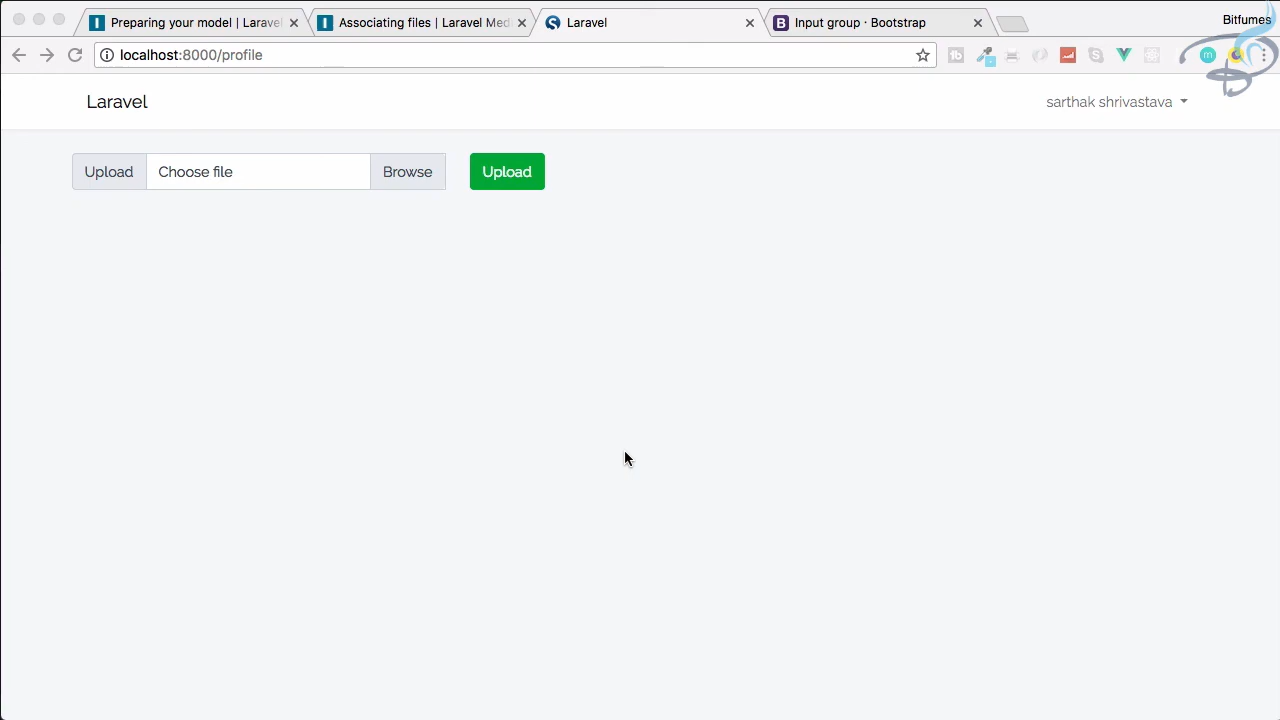 Preparing your model | Laravel
Associating files | Laravel Med
Laravel
Input group · Bootstrap
Bitfumes
localhost:8000/profile
Laravel
sarthak shrivastava
Upload
Choose file
Browse
Upload